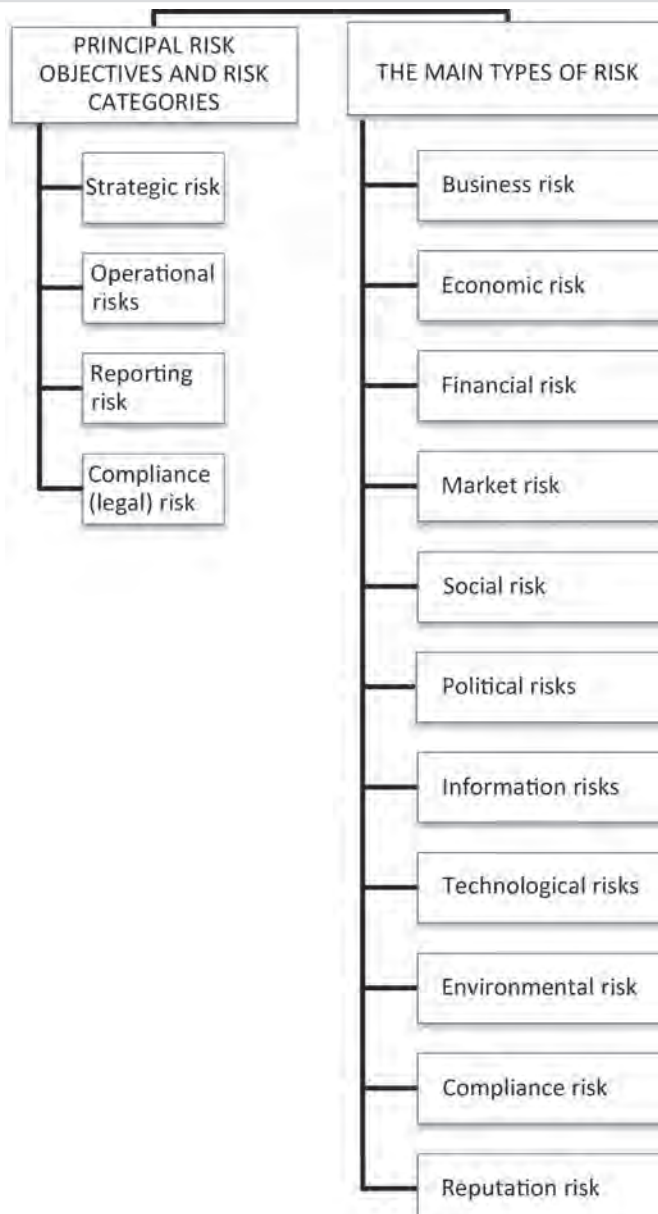 PRINCIPAL RISK
OBJECTIVES AND RISK
CATEGORIES
Strategic risk
Operational
risks
Reporting
risk
Compliance
(legal) risk
THE MAIN TYPES OF RISK
Business risk
Economic risk
Financial risk
Market risk
Social risk
Political risks
Information risks
Technological risks
Environmental risk
Compliance risk
Reputation risk